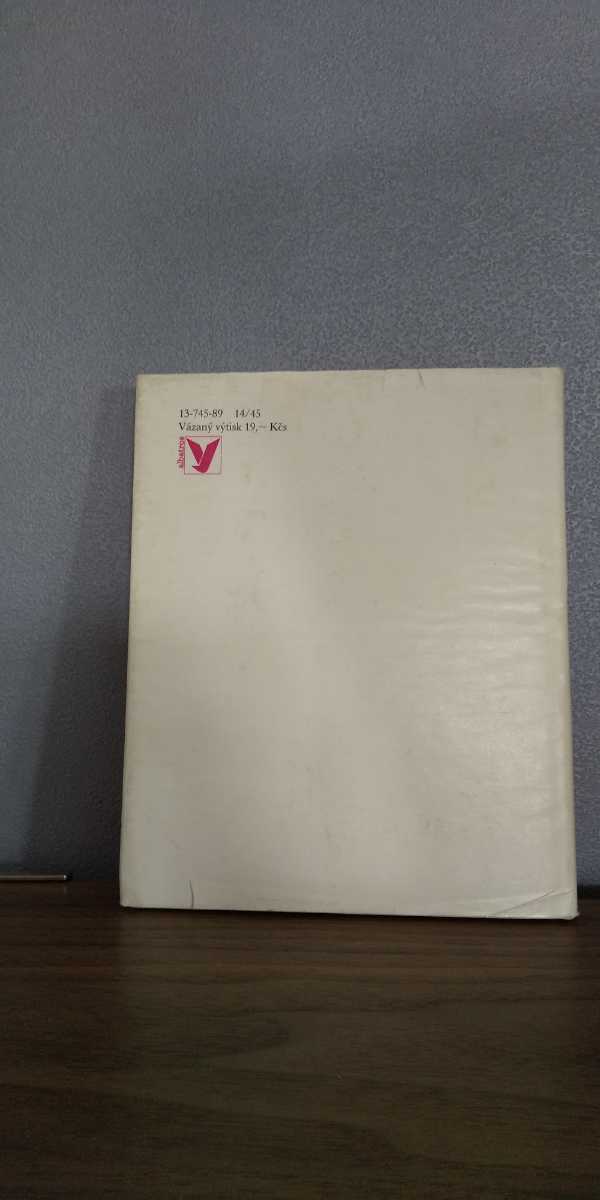 13-745-89 14/45
Vázaný výtisk 19,– Kčs
albatros